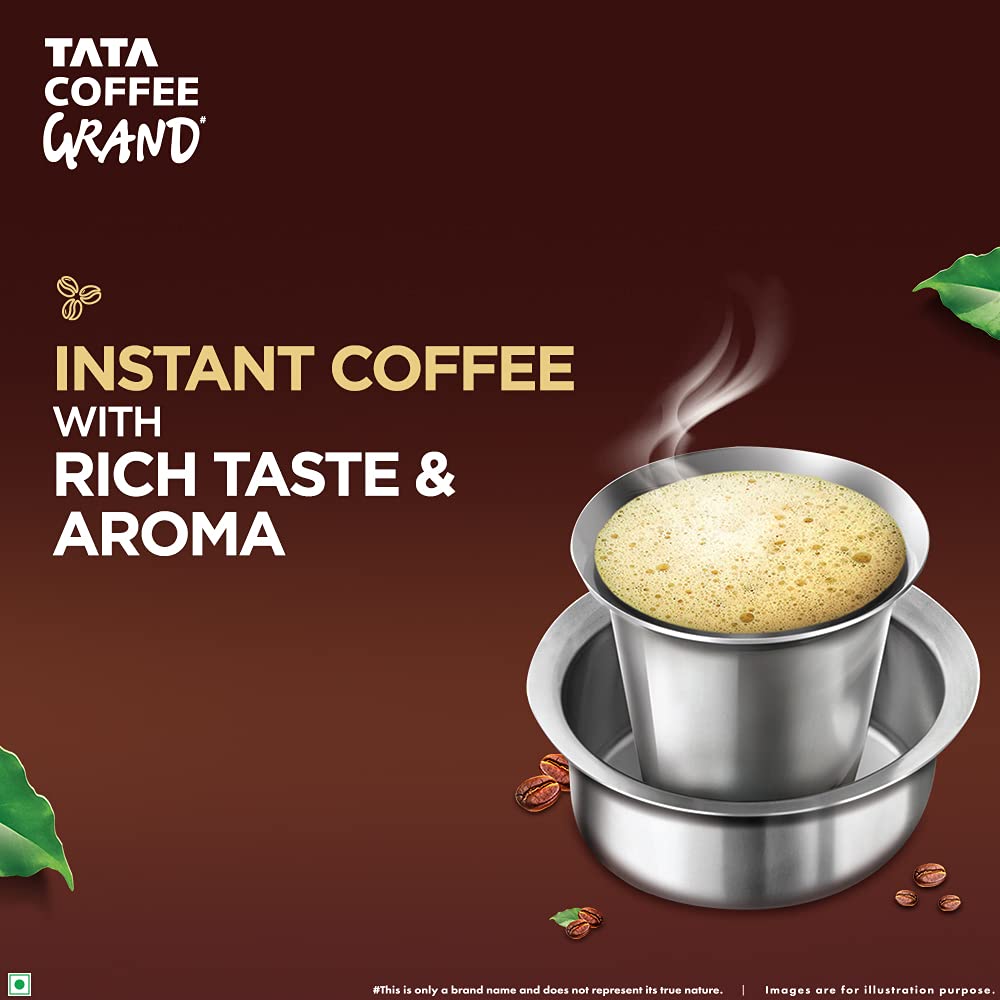 TATA
COFFEE
GRAND#
INSTANT COFFEE
WITH
RICH TASTE &
AROMA
#This is only a brand name and does not represent its true nature. | Images are for illustration purpose.